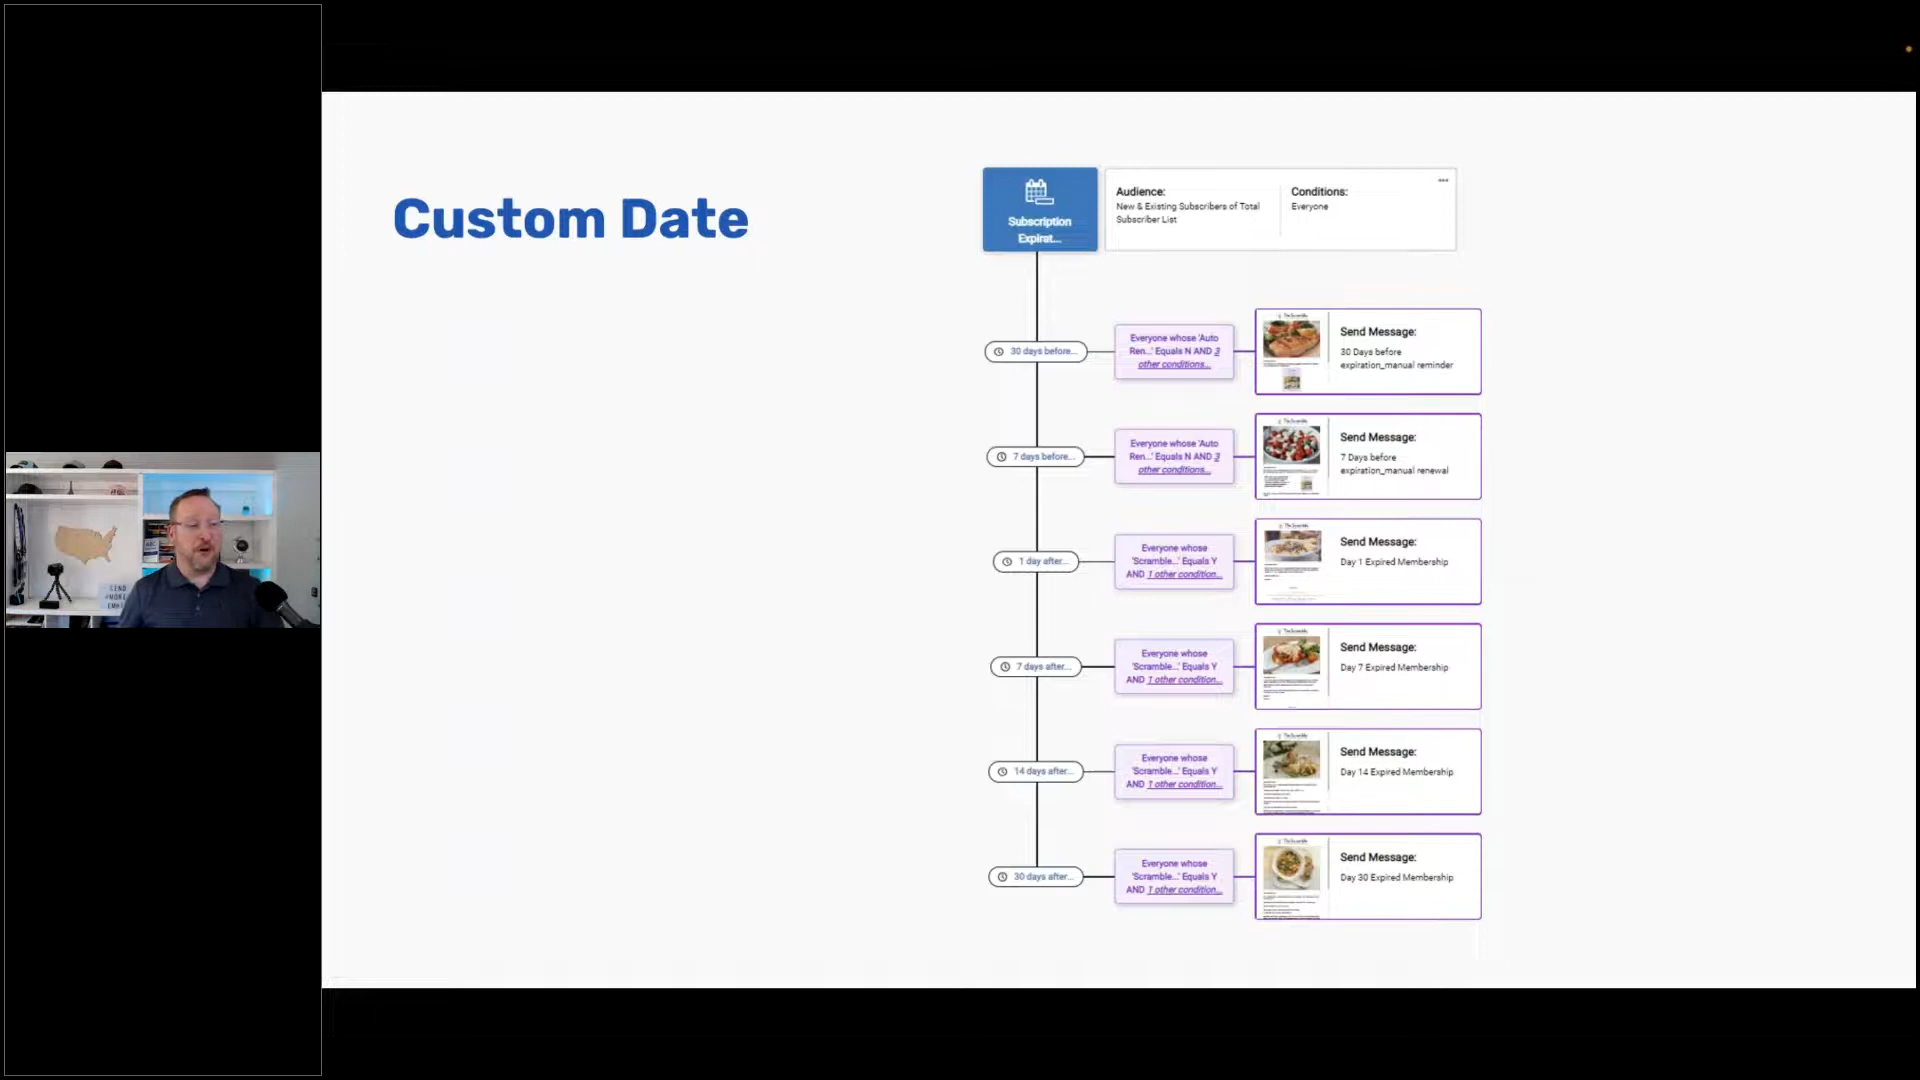 Custom Date
Subscription
Expirat...
Audience:
New & Existing Subscribers of Total
Subscriber List
Conditions:
Everyone
30 days before...
Everyone whose 'Auto
Ren...' Equals N AND 3
other conditions...
Send Message:
30 Days before
expiration_manual reminder
7 days before...
Everyone whose 'Auto
Ren...' Equals N AND 3
other conditions...
Send Message:
7 Days before
expiration_manual renewal
1 day after...
Everyone whose
'Scramble...' Equals Y
AND 1 other condition...
Send Message:
Day 1 Expired Membership
7 days after...
Everyone whose
'Scramble...' Equals Y
AND 1 other condition...
Send Message:
Day 7 Expired Membership
14 days after...
Everyone whose
'Scramble...' Equals Y
AND 1 other condition...
Send Message:
Day 14 Expired Membership
30 days after...
Everyone whose
'Scramble...' Equals Y
AND 1 other condition...
Send Message:
Day 30 Expired Membership
SEND
#MORE